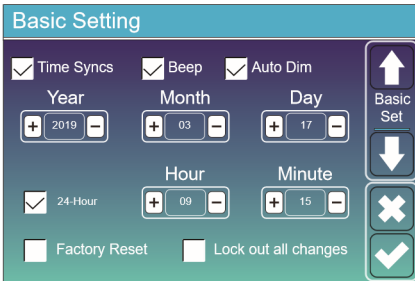 Basic Setting
Time Syncs Beep Auto Dim
Year Month Day
+ 2019 - + 03 - + 17 -
Basic
Set
Hour Minute
24-Hour + 09 - + 15 -
Factory Reset Lock out all changes